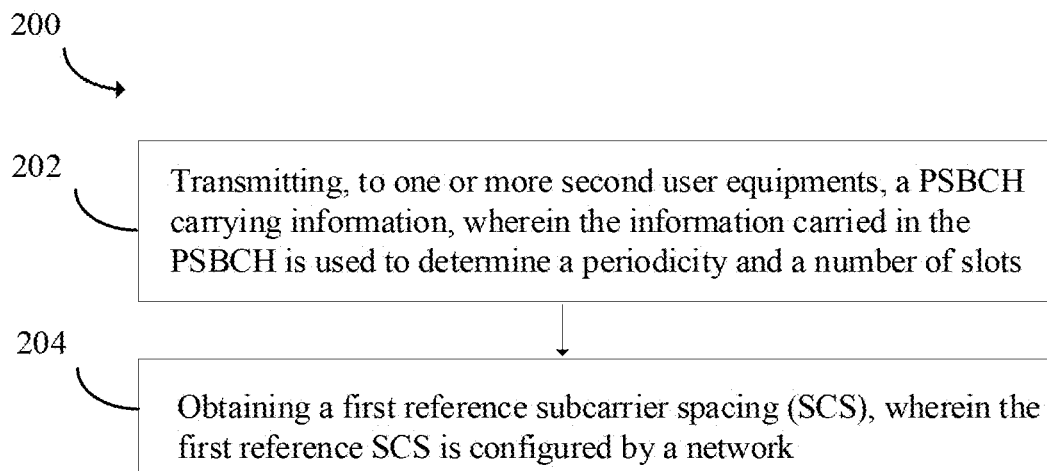 200
202
Transmitting, to one or more second user equipments, a PSBCH
carrying information, wherein the information carried in the
PSBCH is used to determine a periodicity and a number of slots
204
Obtaining a first reference subcarrier spacing (SCS), wherein the
first reference SCS is configured by a network